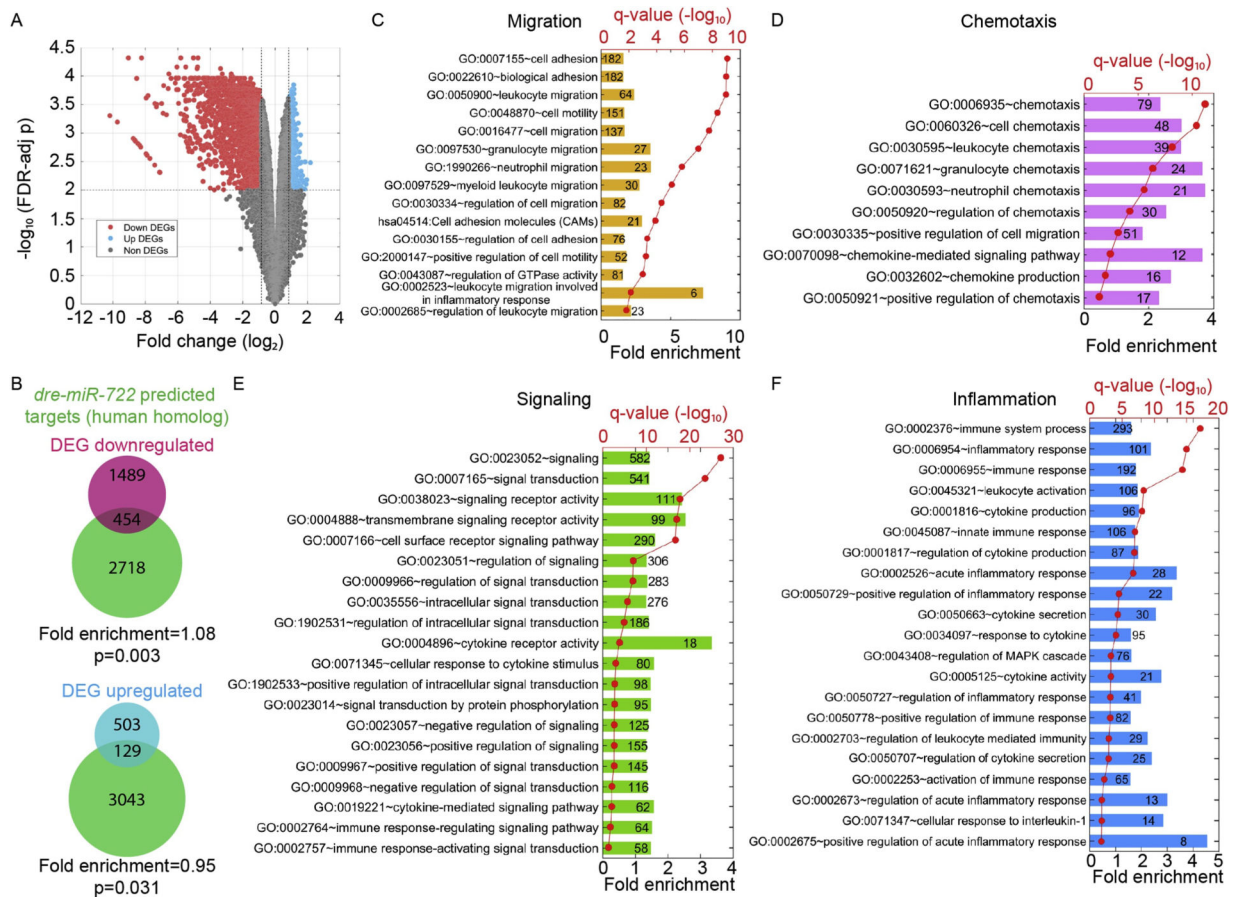 A
4.5
4
3.5
3
2.5
2
1.5
1
0.5
0
-log₁₀ (FDR-adj p)
Down DEGs
Up DEGs
Non DEGs
-12 -10 -8 -6 -4 -2 0 2 4
Fold change (log₂)
B
dre-miR-722 predicted
targets (human homolog)
DEG downregulated
1489
454
2718
Fold enrichment=1.08
p=0.003
DEG upregulated
503
129
3043
Fold enrichment=0.95
p=0.031
C
Migration
q-value (-log₁₀)
0 2 4 6 8 10
GO:0007155~cell adhesion 182
GO:0022610~biological adhesion 182
GO:0050900~leukocyte migration 64
GO:0048870~cell motility 151
GO:0016477~cell migration 137
GO:0097530~granulocyte migration 27
GO:1990266~neutrophil migration 23
GO:0097529~myeloid leukocyte migration 30
GO:0030334~regulation of cell migration 82
hsa04514:Cell adhesion molecules (CAMs) 21
GO:0030155~regulation of cell adhesion 76
GO:2000147~positive regulation of cell motility 52
GO:0043087~regulation of GTPase activity 81
GO:0002523~leukocyte migration involved
in inflammatory response 6
GO:0002685~regulation of leukocyte migration 23
0 5 10
Fold enrichment
D
Chemotaxis
q-value (-log₁₀)
0 5 10
GO:0006935~chemotaxis 79
GO:0060326~cell chemotaxis 48
GO:0030595~leukocyte chemotaxis 39
GO:0071621~granulocyte chemotaxis 24
GO:0030593~neutrophil chemotaxis 21
GO:0050920~regulation of chemotaxis 30
GO:0030335~positive regulation of cell migration 51
GO:0070098~chemokine-mediated signaling pathway 12
GO:0032602~chemokine production 16
GO:0050921~positive regulation of chemotaxis 17
0 2 4
Fold enrichment
E
Signaling
q-value (-log₁₀)
0 10 20 30
GO:0023052~signaling 582
GO:0007165~signal transduction 541
GO:0038023~signaling receptor activity 111
GO:0004888~transmembrane signaling receptor activity 99
GO:0007166~cell surface receptor signaling pathway 290
GO:0023051~regulation of signaling 306
GO:0009966~regulation of signal transduction 283
GO:0035556~intracellular signal transduction 276
GO:1902531~regulation of intracellular signal transduction 186
GO:0004896~cytokine receptor activity 18
GO:0071345~cellular response to cytokine stimulus 80
GO:1902533~positive regulation of intracellular signal transduction 98
GO:0023014~signal transduction by protein phosphorylation 95
GO:0023057~negative regulation of signaling 125
GO:0023056~positive regulation of signaling 155
GO:0009967~positive regulation of signal transduction 145
GO:0009968~negative regulation of signal transduction 116
GO:0019221~cytokine-mediated signaling pathway 62
GO:0002764~immune response-regulating signaling pathway 64
GO:0002757~immune response-activating signal transduction 58
0 1 2 3 4
Fold enrichment
F
Inflammation
q-value (-log₁₀)
0 5 10 15 20
GO:0002376~immune system process 293
GO:0006954~inflammatory response 101
GO:0006955~immune response 192
GO:0045321~leukocyte activation 106
GO:0001816~cytokine production 96
GO:0045087~innate immune response 106
GO:0001817~regulation of cytokine production 87
GO:0002526~acute inflammatory response 28
GO:0050729~positive regulation of inflammatory response 22
GO:0050663~cytokine secretion 30
GO:0034097~response to cytokine 95
GO:0043408~regulation of MAPK cascade 76
GO:0005125~cytokine activity 21
GO:0050727~regulation of inflammatory response 41
GO:0050778~positive regulation of immune response 82
GO:0002703~regulation of leukocyte mediated immunity 29
GO:0050707~regulation of cytokine secretion 25
GO:0002253~activation of immune response 65
GO:0002673~regulation of acute inflammatory response 13
GO:0071347~cellular response to interleukin-1 14
GO:0002675~positive regulation of acute inflammatory response 8
0 1 2 3 4 5
Fold enrichment